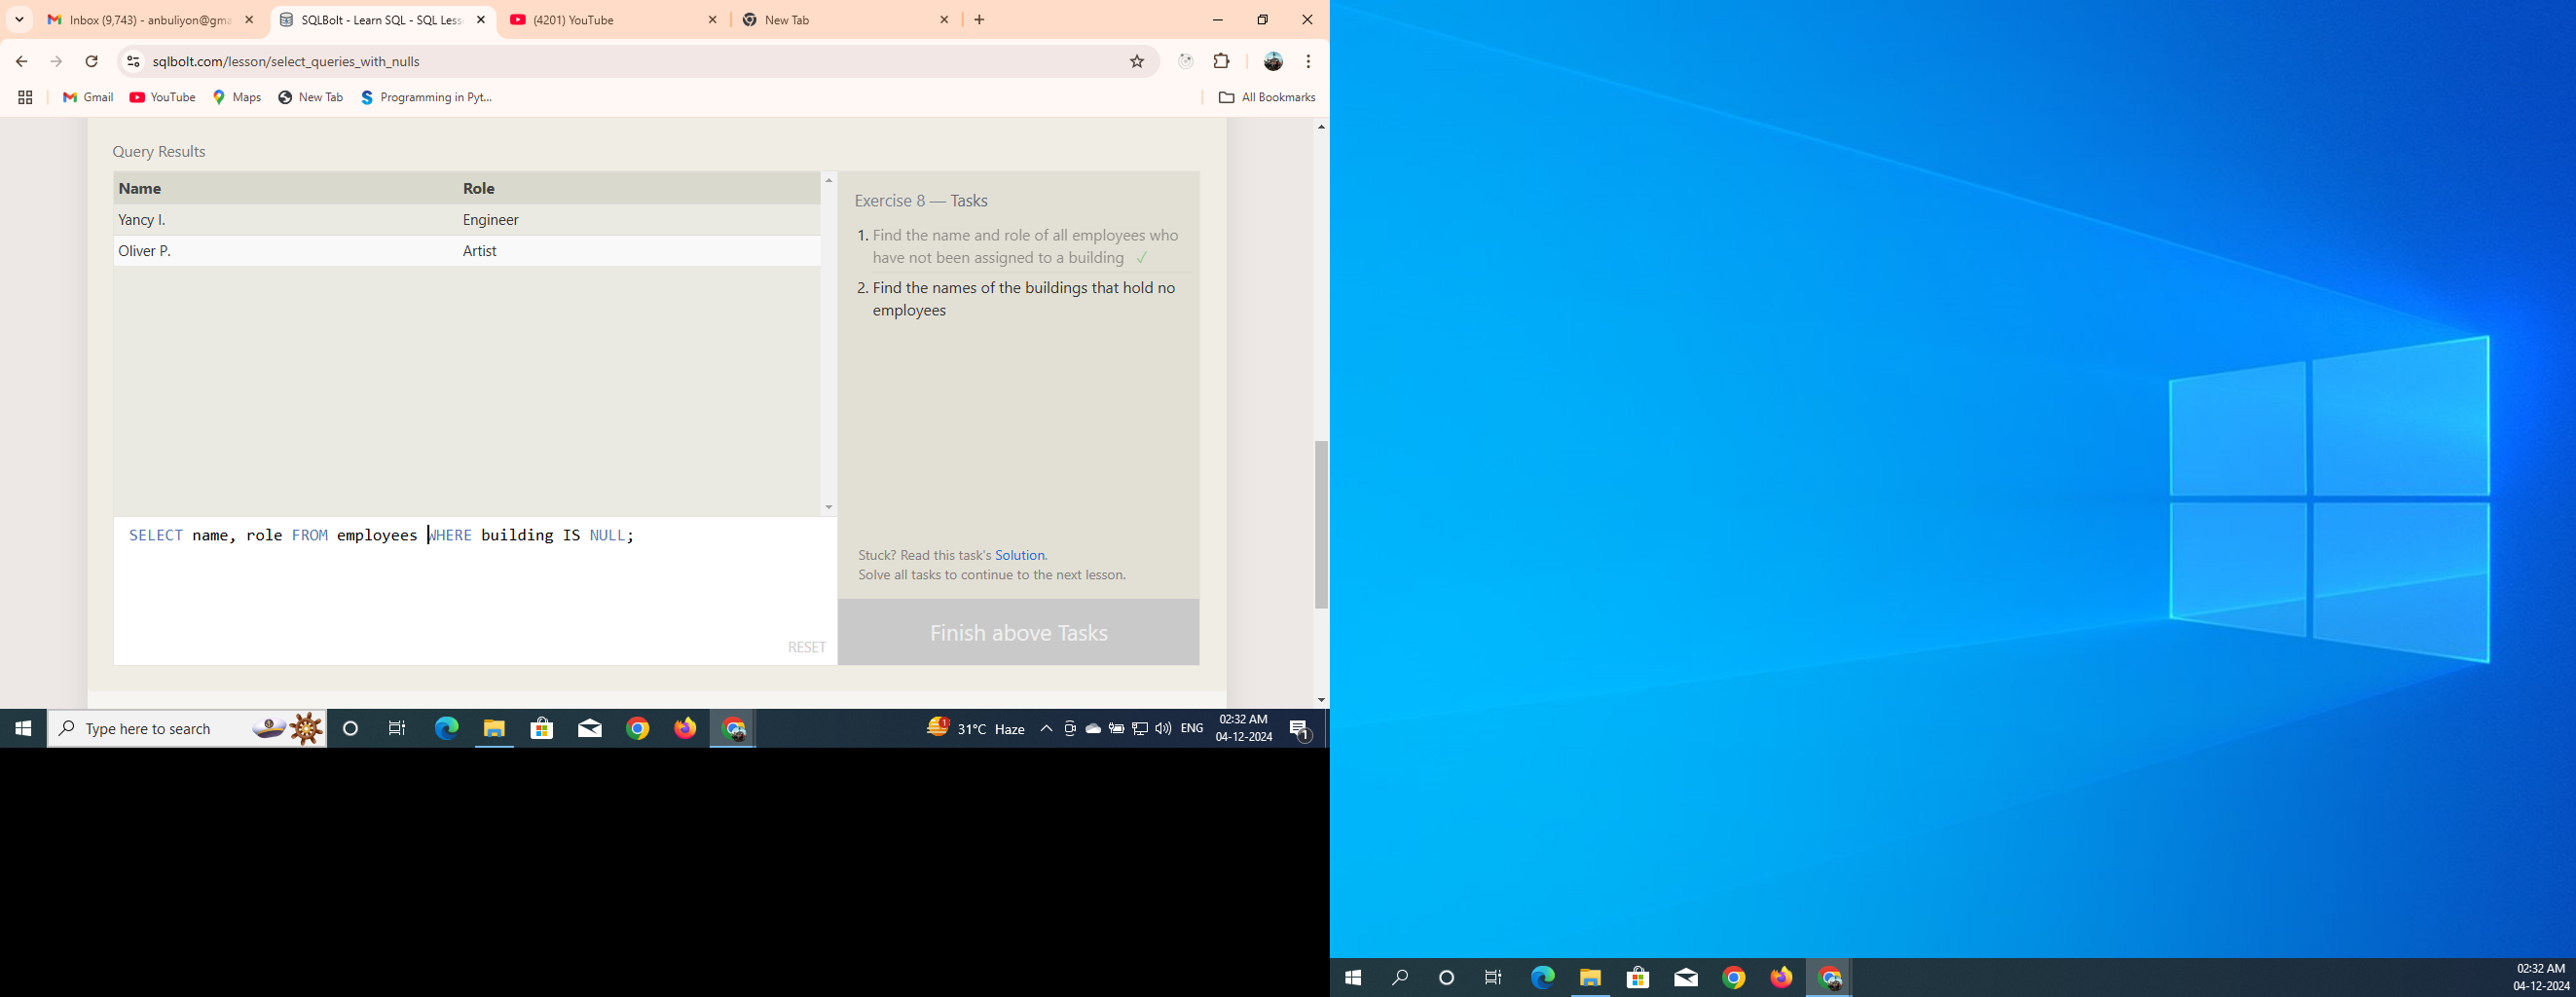 Inbox (9,743) - anbuliyon@gma
SQLBolt - Learn SQL - SQL Less
(4201) YouTube
New Tab
sqlbolt.com/lesson/select_queries_with_nulls
Gmail
YouTube
Maps
New Tab
Programming in Pyt...
All Bookmarks
Query Results
Name Role
Yancy I. Engineer
Oliver P. Artist
Exercise 8 — Tasks
1. Find the name and role of all employees who
have not been assigned to a building ✓
2. Find the names of the buildings that hold no
employees
SELECT name, role FROM employees WHERE building IS NULL;
RESET
Stuck? Read this task's Solution.
Solve all tasks to continue to the next lesson.
Finish above Tasks
Type here to search
1
31°C Haze
ENG
02:32 AM
04-12-2024
1
02:32 AM
04-12-2024